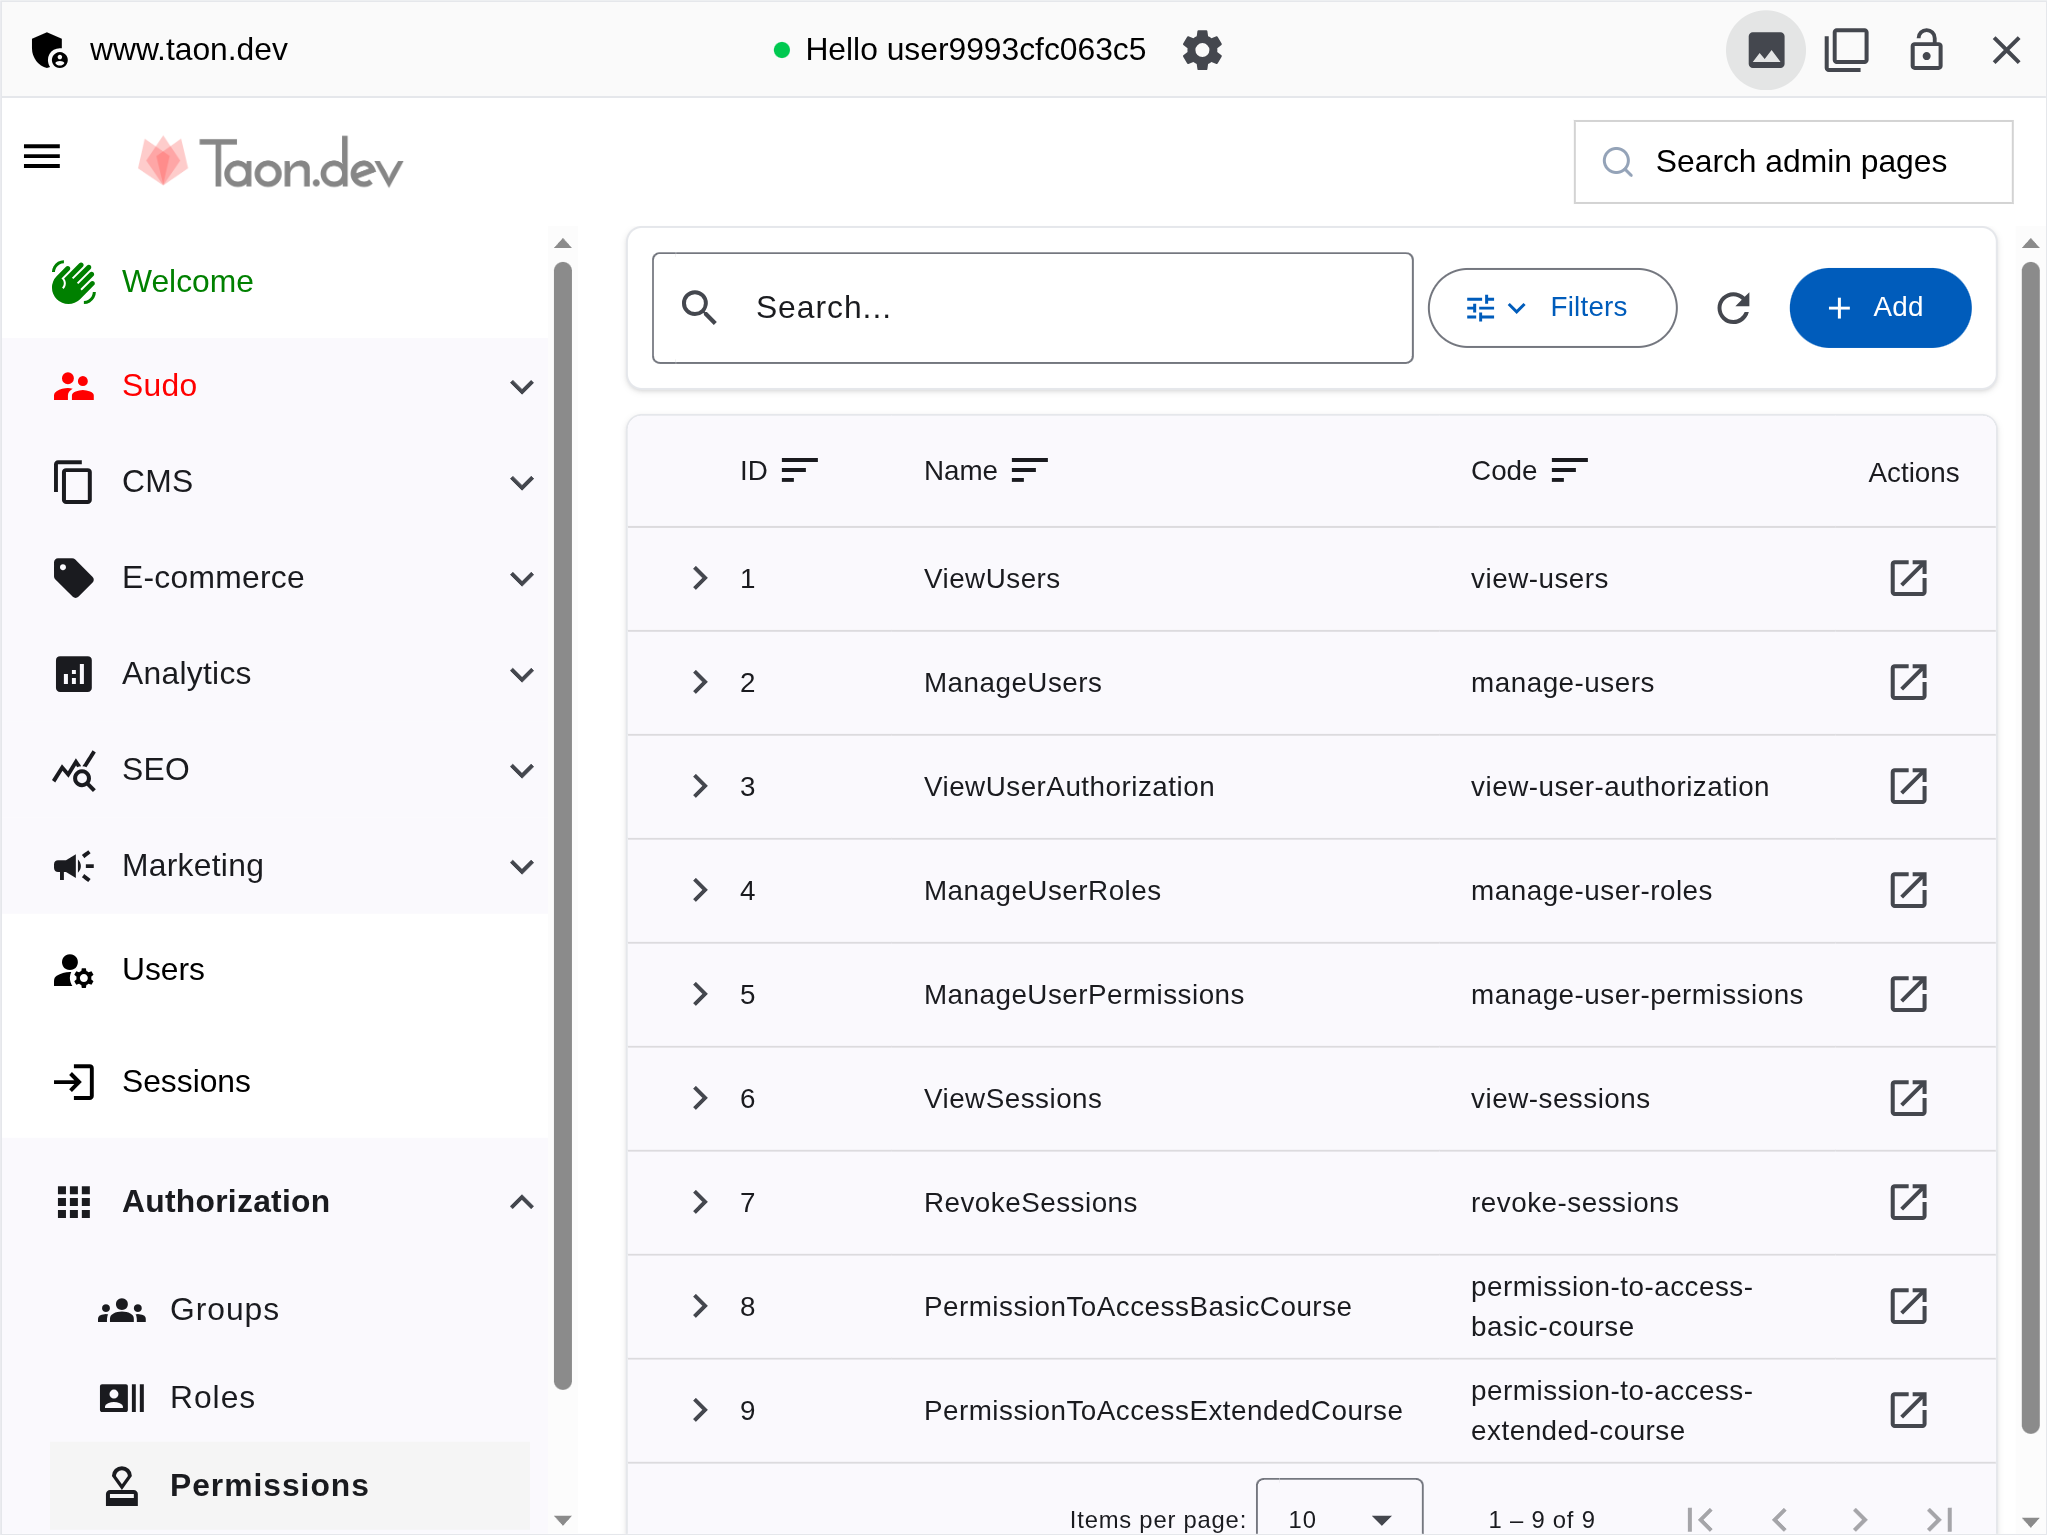 www.taon.dev
Hello user9993cfc063c5
Taon.dev
Search admin pages
Welcome
Sudo
CMS
E-commerce
Analytics
SEO
Marketing
Users
Sessions
Authorization
Groups
Roles
Permissions
Search...
Filters
Add
ID Name Code Actions
1 ViewUsers view-users
2 ManageUsers manage-users
3 ViewUserAuthorization view-user-authorization
4 ManageUserRoles manage-user-roles
5 ManageUserPermissions manage-user-permissions
6 ViewSessions view-sessions
7 RevokeSessions revoke-sessions
8 PermissionToAccessBasicCourse permission-to-access-
basic-course
9 PermissionToAccessExtendedCourse permission-to-access-
extended-course
Items per page: 10 1 – 9 of 9